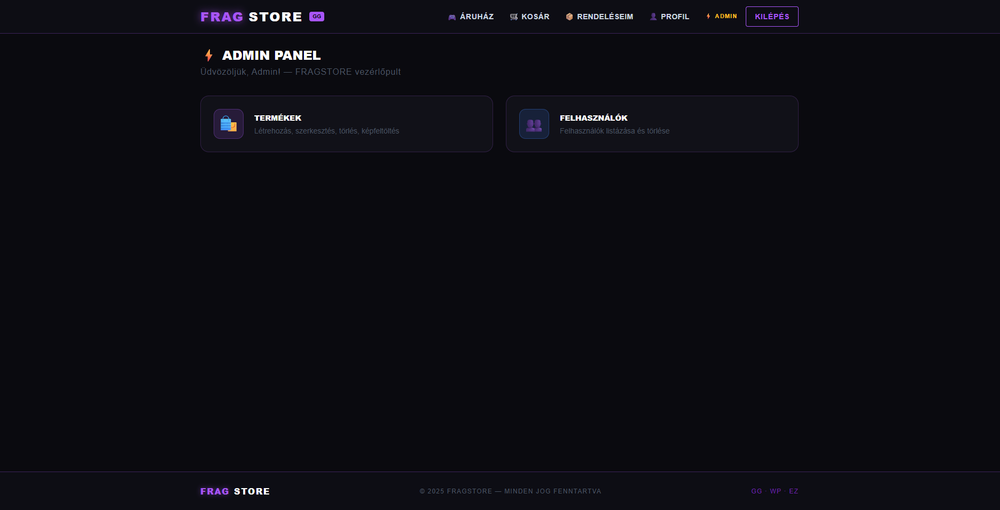 FRAG STORE GG
ÁRUHÁZ KOSÁR RENDELÉSEIM PROFIL ADMIN KILÉPÉS
ADMIN PANEL
Üdvözöljük, Admin! — FRAGSTORE vezérlőpult
TERMÉKEK
Létrehozás, szerkesztés, törlés, képfeltöltés
FELHASZNÁLÓK
Felhasználók listázása és törlése
FRAG STORE
© 2025 FRAGSTORE — MINDEN JOG FENNTARTVA
GG · WP · EZ